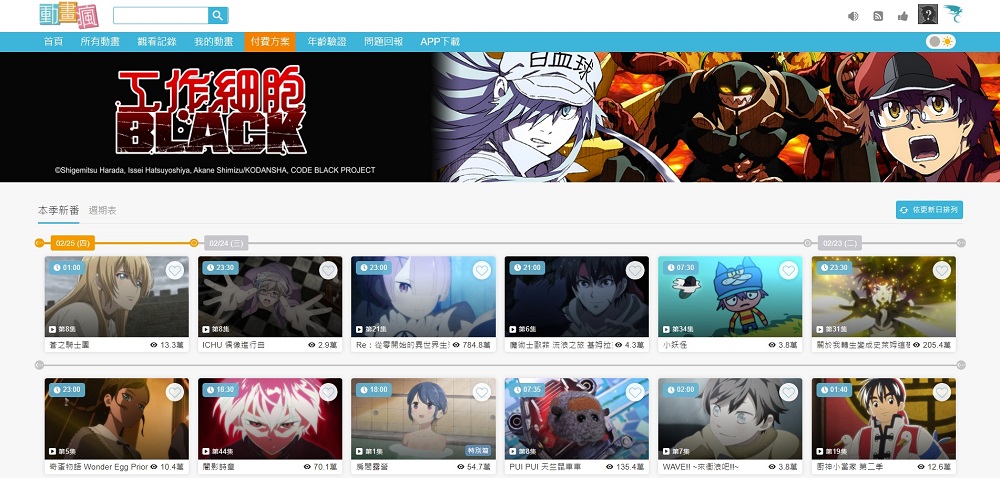 動畫瘋
首頁 所有動畫 觀看記錄 我的動畫 付費方案 年齡驗證 問題回報 APP下載
白血球
工作細胞
BLACK
©Shigemitsu Harada, Issei Hatsuyoshiya, Akane Shimizu/KODANSHA, CODE BLACK PROJECT
本季新番 週期表
依更新日排列
02/25 (四) 02/24 (三) 02/23 (二)
01:00 23:30 23:00 21:00 07:30 23:30
第8集 第8集 第21集 第6集 第34集 第31集
蒼之騎士團 13.3萬
ICHU 偶像進行曲 2.9萬
Re：從零開始的異世界生 784.8萬
魔術士歐菲 流浪之旅 基姆拉 4.3萬
小妖怪 3.8萬
關於我轉生變成史萊姆這 205.4萬
23:00 18:30 18:00 07:35 02:00 01:40
第5集 第44集 第1集 特別篇 第8集 第7集 第19集
奇蛋物語 Wonder Egg Prior 10.4萬
闇影詩章 70.1萬
房間露營 54.7萬
PUI PUI 天竺鼠車車 135.4萬
WAVE!! ~來衝浪吧!!~ 3.8萬
廚神小當家 第二季 12.6萬